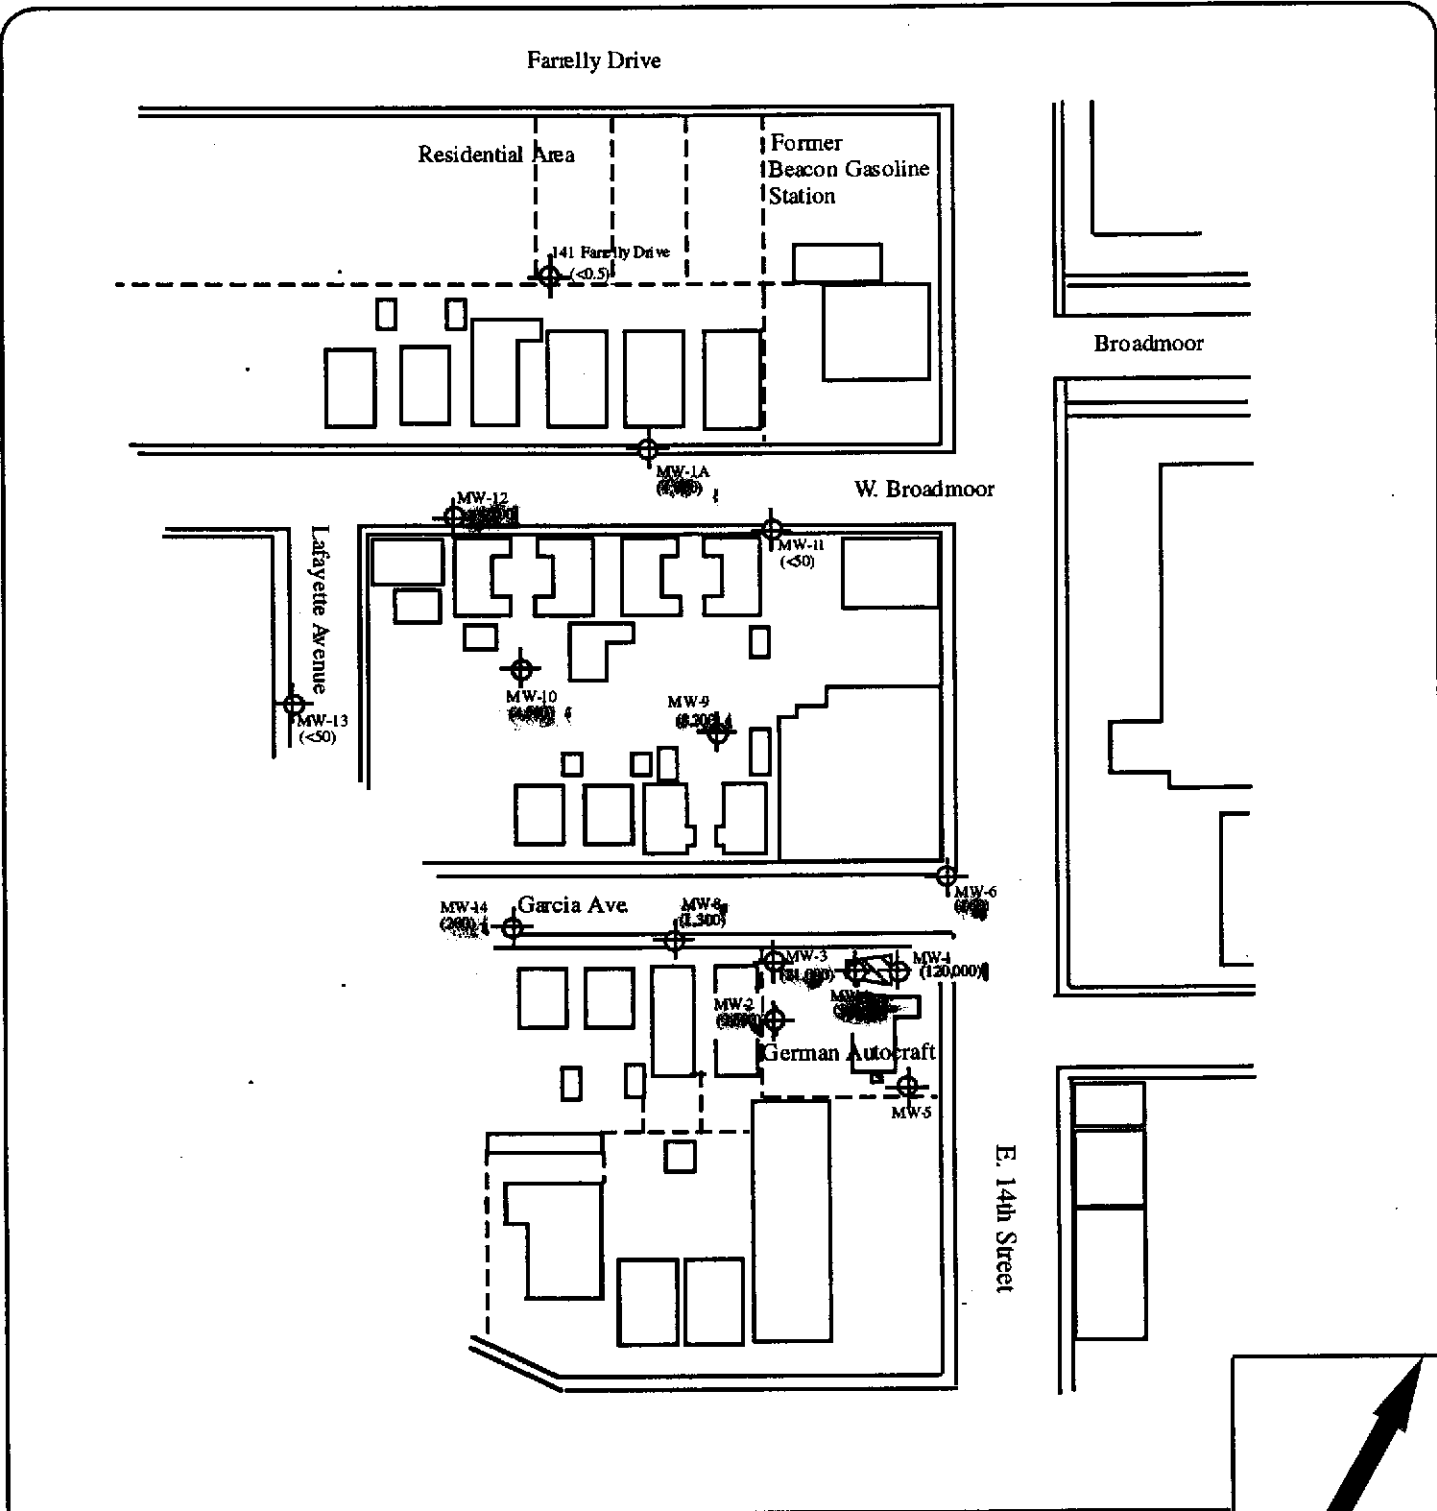 Farrelly Drive
Residential Area
Former
Beacon Gasoline
Station
141 Farrelly Drive
(<0.5)
Broadmoor
MW-1A
W. Broadmoor
MW-12
MW-11
(<50)
Lafayette Avenue
MW-10
MW-9
MW-13
(<50)
MW-6
MW-14
(200)
Garcia Ave.
MW-8
(1,300)
MW-3
MW-4
(120,000)
MW-2
German Autocraft
MW-5
E. 14th Street